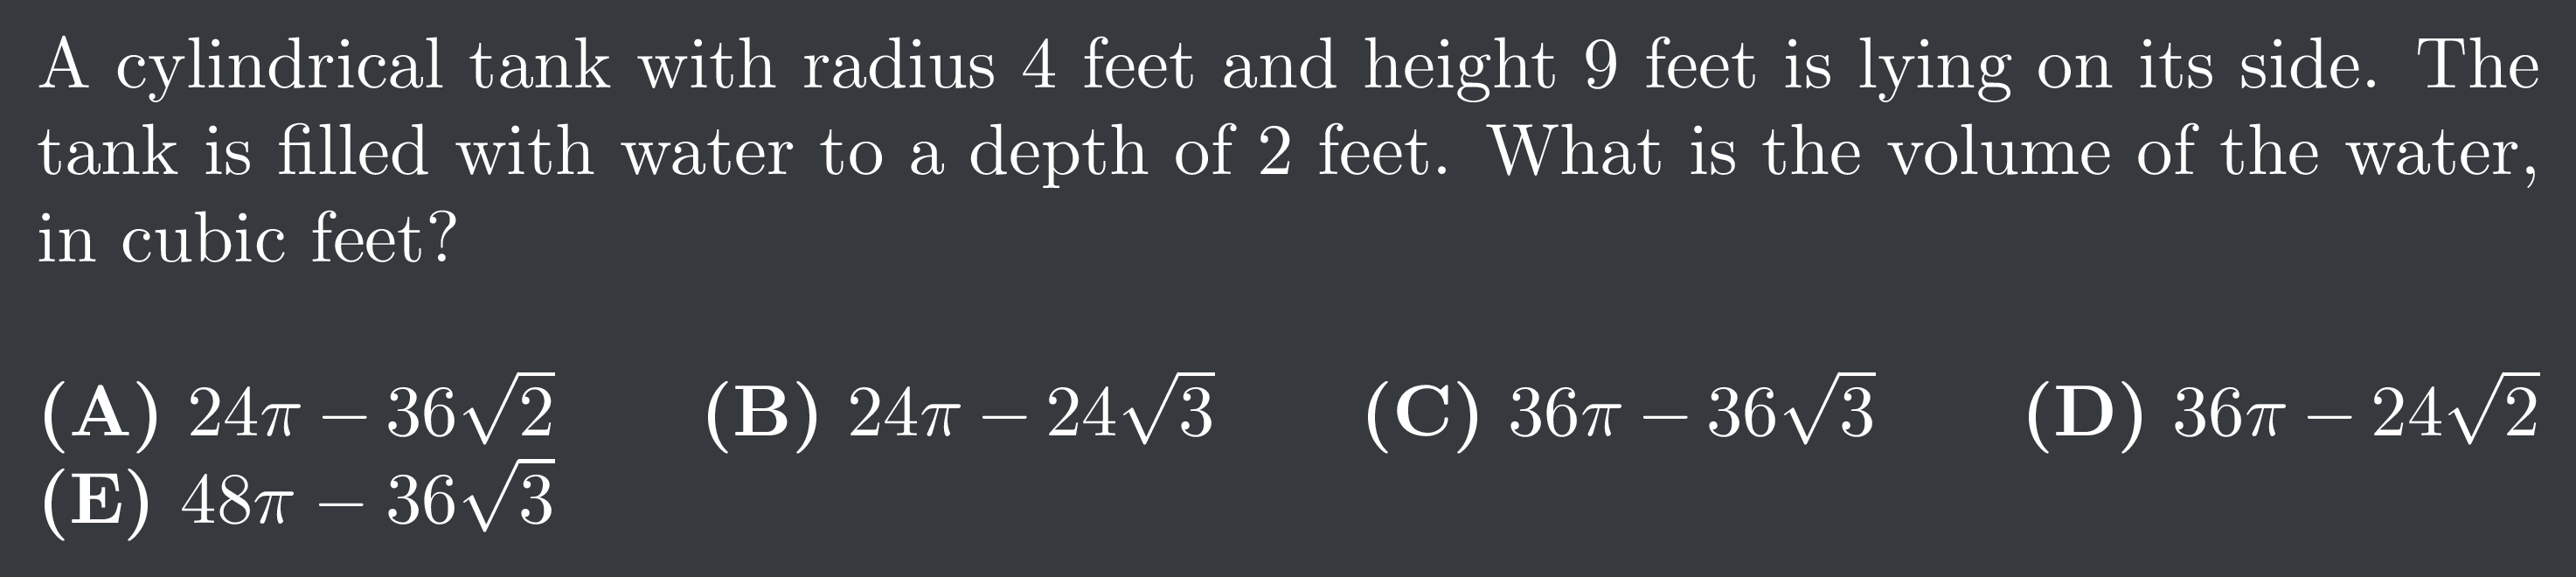 A cylindrical tank with radius 4 feet and height 9 feet is lying on its side. The
tank is filled with water to a depth of 2 feet. What is the volume of the water,
in cubic feet?
(A) 24π − 36√2 (B) 24π − 24√3 (C) 36π − 36√3 (D) 36π − 24√2
(E) 48π − 36√3